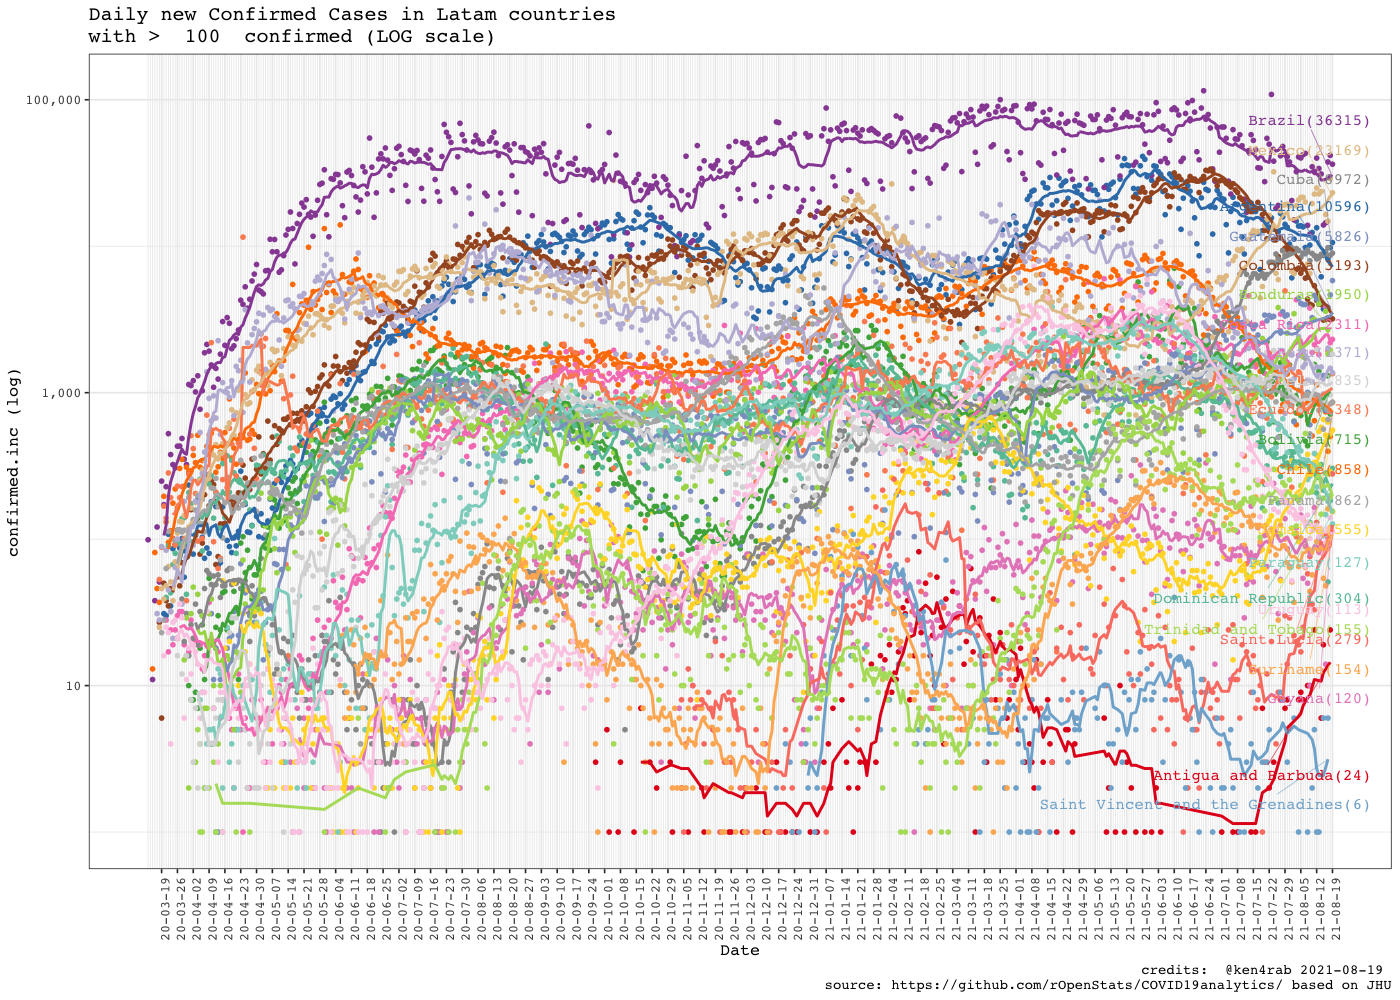 Daily new Confirmed Cases in Latam countries
with >  100  confirmed (LOG scale)
100,000
1,000
10
confirmed.inc (log)
Brazil(36315)
Mexico(23169)
Cuba(8972)
Argentina(10596)
Guatemala(5826)
Colombia(3193)
Honduras(950)
Costa Rica(2311)
Ecuador(348)
Bolivia(715)
Chile(858)
Panama(862)
Paraguay(127)
Dominican Republic(304)
Uruguay(113)
Trinidad and Tobago(155)
Saint Lucia(279)
Suriname(154)
Guyana(120)
Antigua and Barbuda(24)
Saint Vincent and the Grenadines(6)
20-03-19
20-03-26
20-04-02
20-04-09
20-04-16
20-04-23
20-04-30
20-05-07
20-05-14
20-05-21
20-05-28
20-06-04
20-06-11
20-06-18
20-06-25
20-07-02
20-07-09
20-07-16
20-07-23
20-07-30
20-08-06
20-08-13
20-08-20
20-08-27
20-09-03
20-09-10
20-09-17
20-09-24
20-10-01
20-10-08
20-10-15
20-10-22
20-10-29
20-11-05
20-11-12
20-11-19
20-11-26
20-12-03
20-12-10
20-12-17
20-12-24
20-12-31
21-01-07
21-01-14
21-01-21
21-01-28
21-02-04
21-02-11
21-02-18
21-02-25
21-03-04
21-03-11
21-03-18
21-03-25
21-04-01
21-04-08
21-04-15
21-04-22
21-04-29
21-05-06
21-05-13
21-05-20
21-05-27
21-06-03
21-06-10
21-06-17
21-06-24
21-07-01
21-07-08
21-07-15
21-07-22
21-07-29
21-08-05
21-08-12
21-08-19
Date
credits:  @ken4rab 2021-08-19
source: https://github.com/rOpenStats/COVID19analytics/ based on JHU